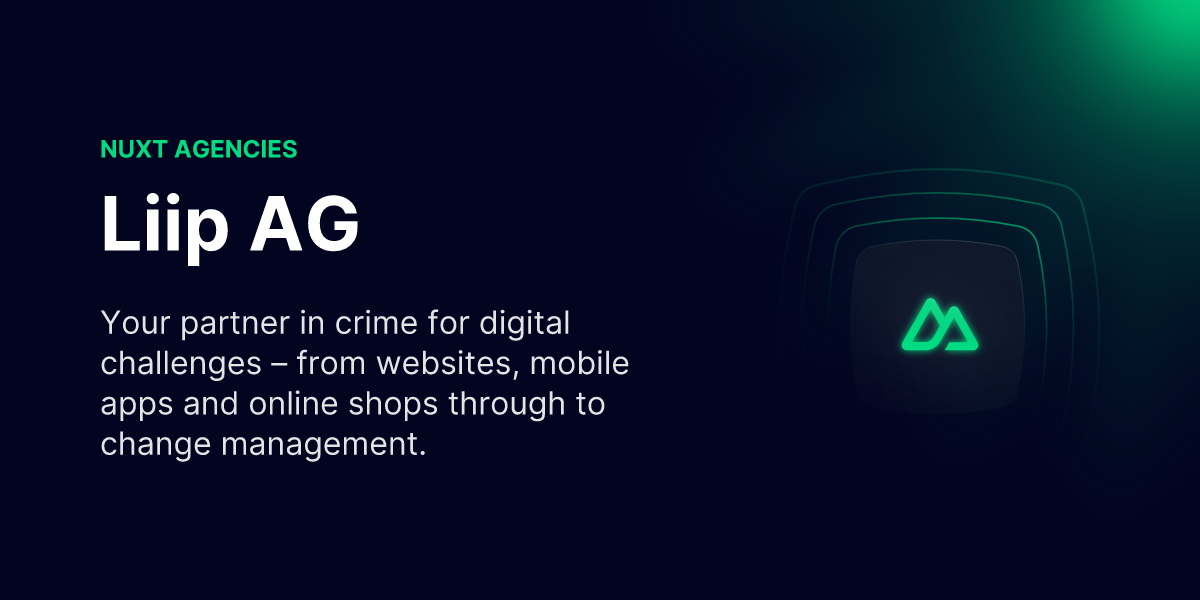 NUXT AGENCIES
Liip AG
Your partner in crime for digital
challenges – from websites, mobile
apps and online shops through to
change management.